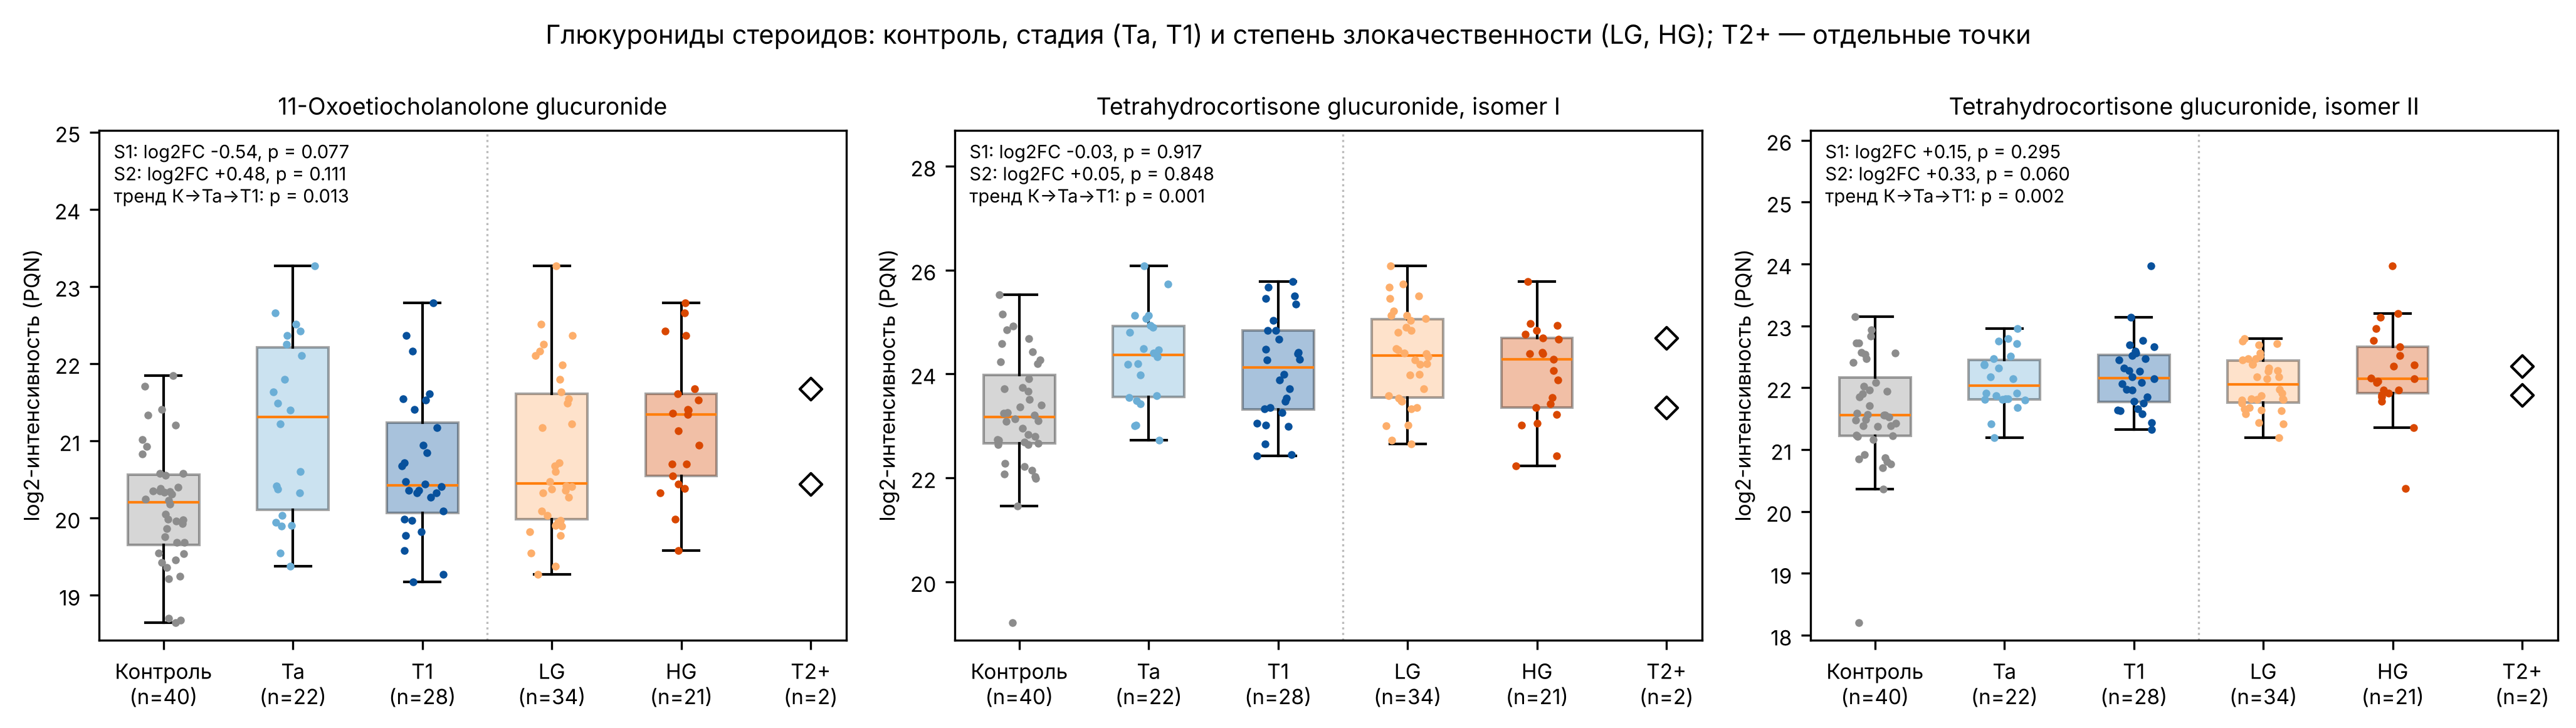 Глюкурониды стероидов: контроль, стадия (Ta, T1) и степень злокачественности (LG, HG); T2+ — отдельные точки
11-Oxoetiocholanolone glucuronide
S1: log2FC -0.54, p = 0.077
S2: log2FC +0.48, p = 0.111
тренд К→Ta→T1: p = 0.013
log2-интенсивность (PQN)
25
24
23
22
21
20
19
Контроль
(n=40)
Ta
(n=22)
T1
(n=28)
LG
(n=34)
HG
(n=21)
T2+
(n=2)
Tetrahydrocortisone glucuronide, isomer I
S1: log2FC -0.03, p = 0.917
S2: log2FC +0.05, p = 0.848
тренд К→Ta→T1: p = 0.001
log2-интенсивность (PQN)
28
26
24
22
20
Контроль
(n=40)
Ta
(n=22)
T1
(n=28)
LG
(n=34)
HG
(n=21)
T2+
(n=2)
Tetrahydrocortisone glucuronide, isomer II
S1: log2FC +0.15, p = 0.295
S2: log2FC +0.33, p = 0.060
тренд К→Ta→T1: p = 0.002
log2-интенсивность (PQN)
26
25
24
23
22
21
20
19
18
Контроль
(n=40)
Ta
(n=22)
T1
(n=28)
LG
(n=34)
HG
(n=21)
T2+
(n=2)